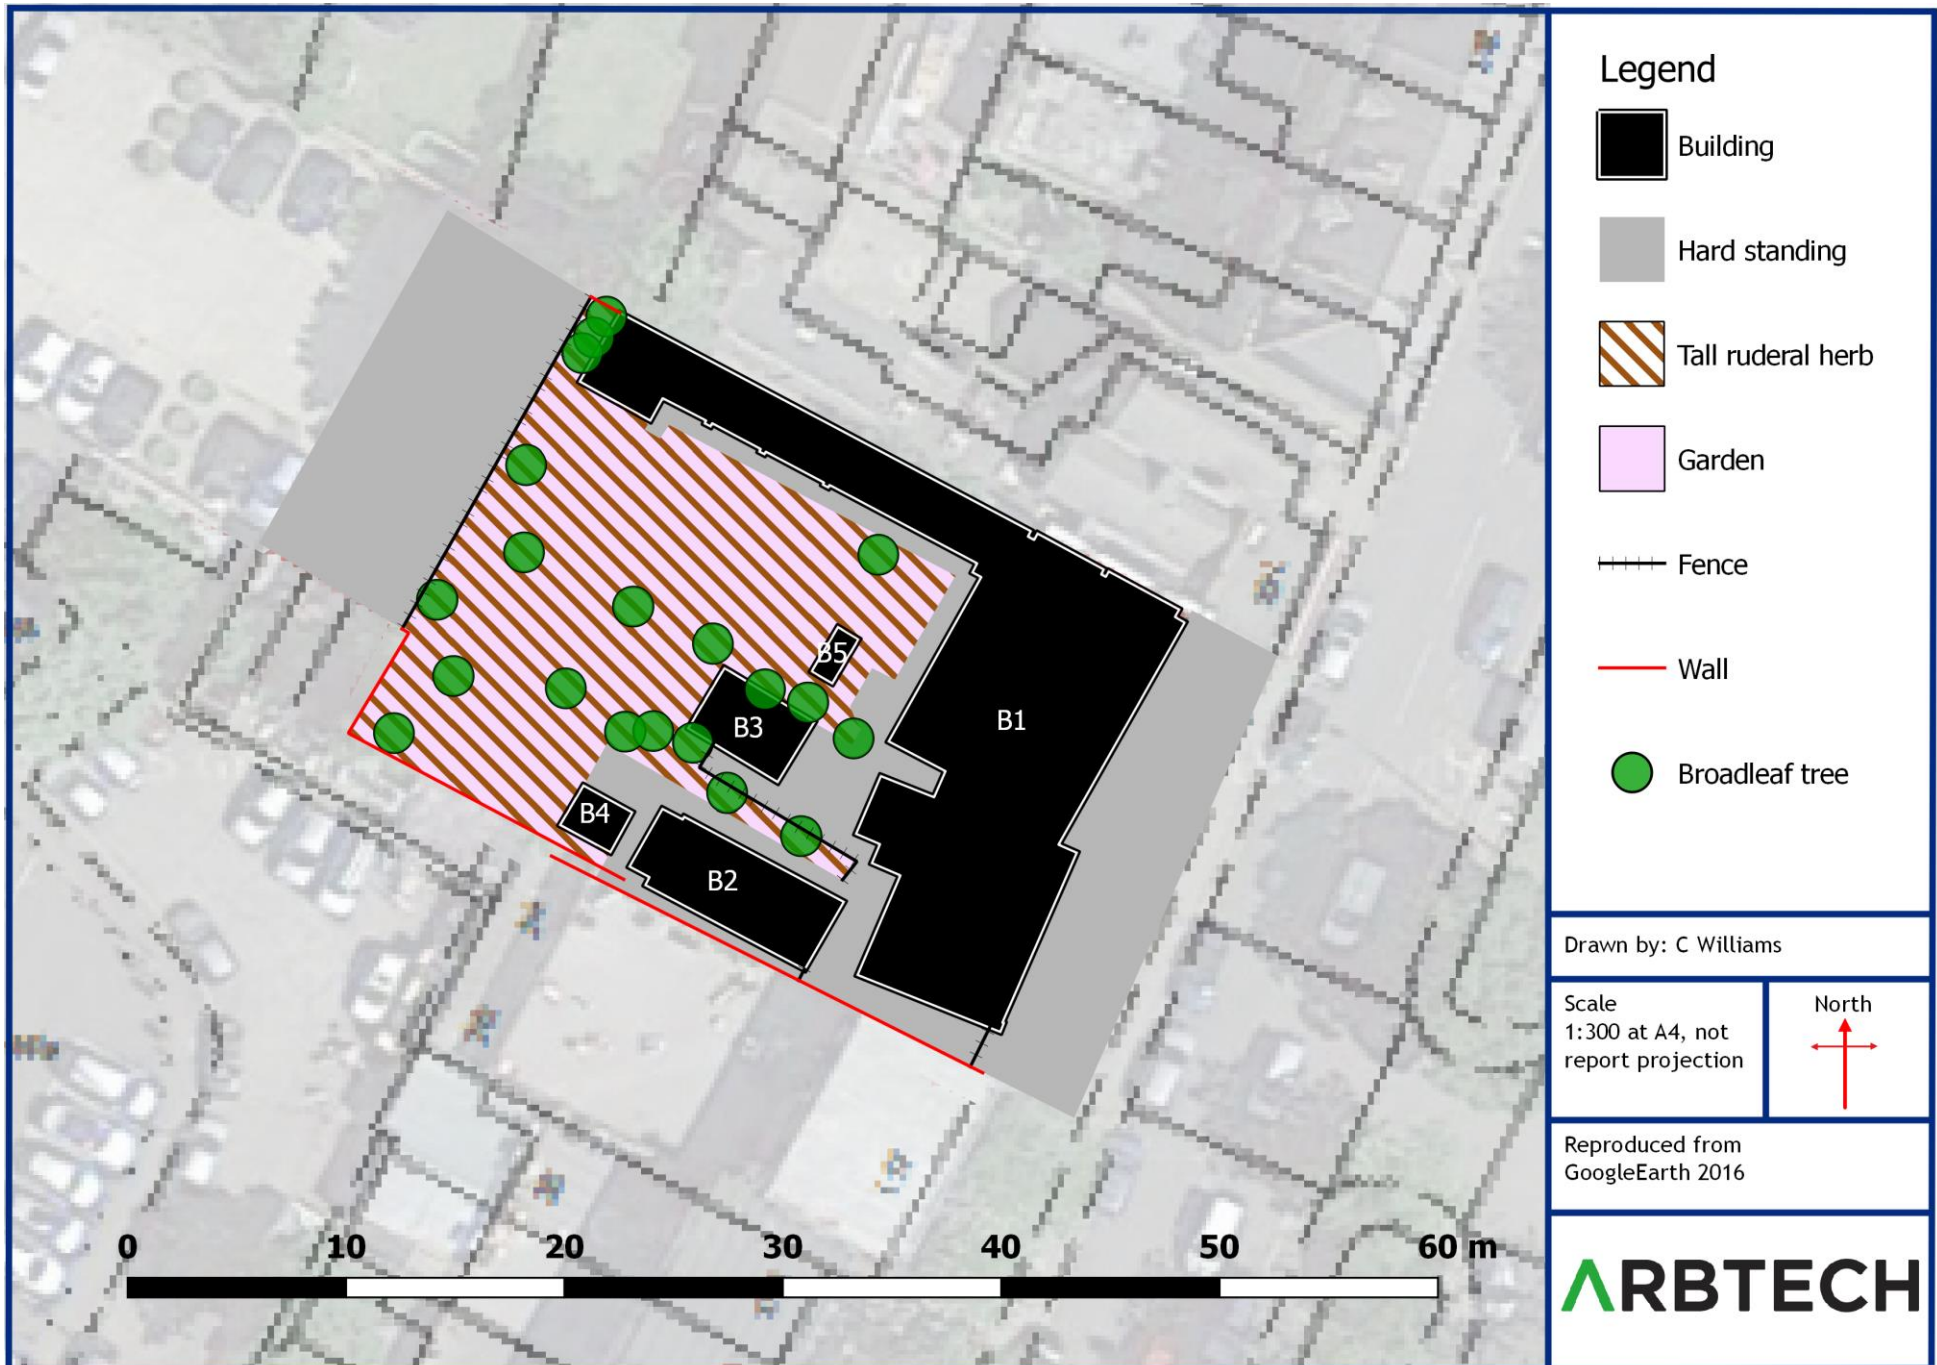 Legend
Building
Hard standing
Tall ruderal herb
Garden
Fence
Wall
Broadleaf tree
B5
B1
B3
B4
B2
0 10 20 30 40 50 60 m
Drawn by: C Williams
Scale
1:300 at A4, not
report projection
North
Reproduced from
GoogleEarth 2016
ARBTECH